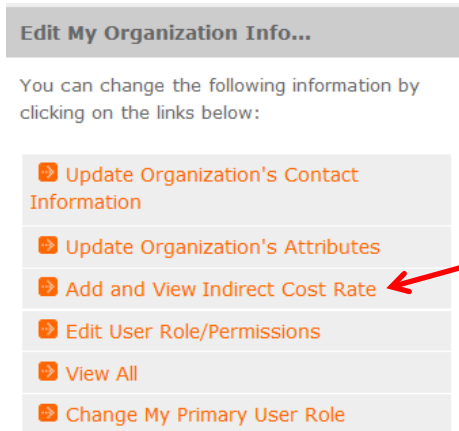 Edit My Organization Info...
You can change the following information by
clicking on the links below:
Update Organization's Contact
Information
Update Organization's Attributes
Add and View Indirect Cost Rate
Edit User Role/Permissions
View All
Change My Primary User Role